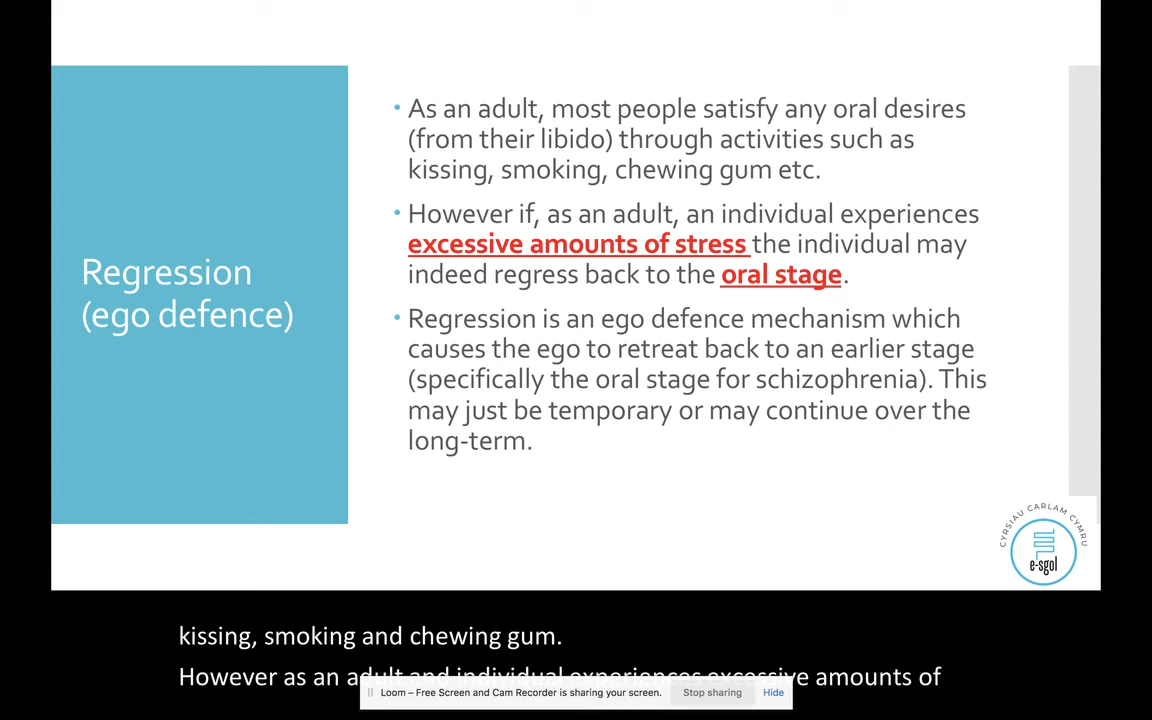 Regression
(ego defence)
• As an adult, most people satisfy any oral desires
(from their libido) through activities such as
kissing, smoking, chewing gum etc.
• However if, as an adult, an individual experiences
excessive amounts of stress the individual may
indeed regress back to the oral stage.
• Regression is an ego defence mechanism which
causes the ego to retreat back to an earlier stage
(specifically the oral stage for schizophrenia). This
may just be temporary or may continue over the
long-term.
CYRSIAU CARLAM CYMRU
e-sgol
kissing, smoking and chewing gum.
However as an adult and individual experiences excessive amounts of
Loom – Free Screen and Cam Recorder is sharing your screen. Stop sharing Hide